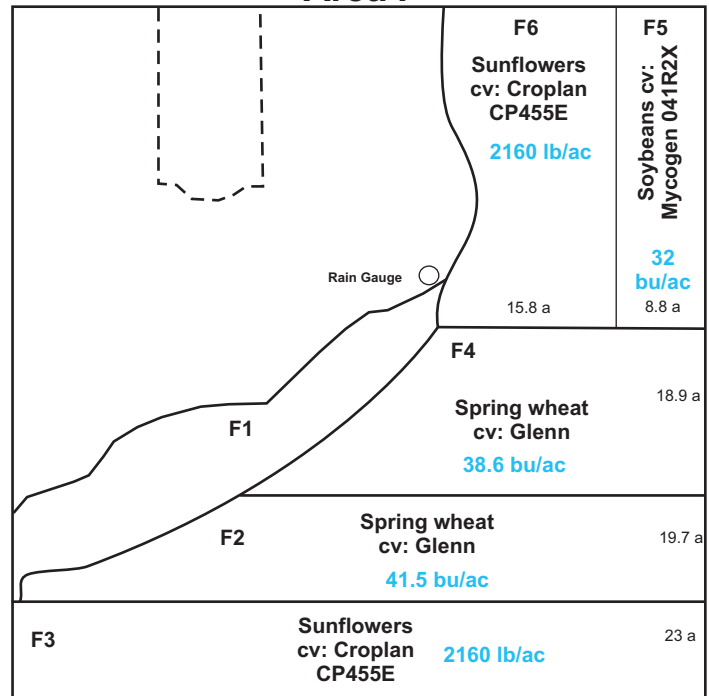 F6
Sunflowers
cv: Croplan
CP455E
2160 lb/ac
15.8 a
F5
Soybeans cv:
Mycogen 041R2X
32
bu/ac
8.8 a
Rain Gauge
F4
18.9 a
Spring wheat
cv: Glenn
38.6 bu/ac
F1
F2
Spring wheat
cv: Glenn
41.5 bu/ac
19.7 a
F3
Sunflowers
cv: Croplan
CP455E
2160 lb/ac
23 a